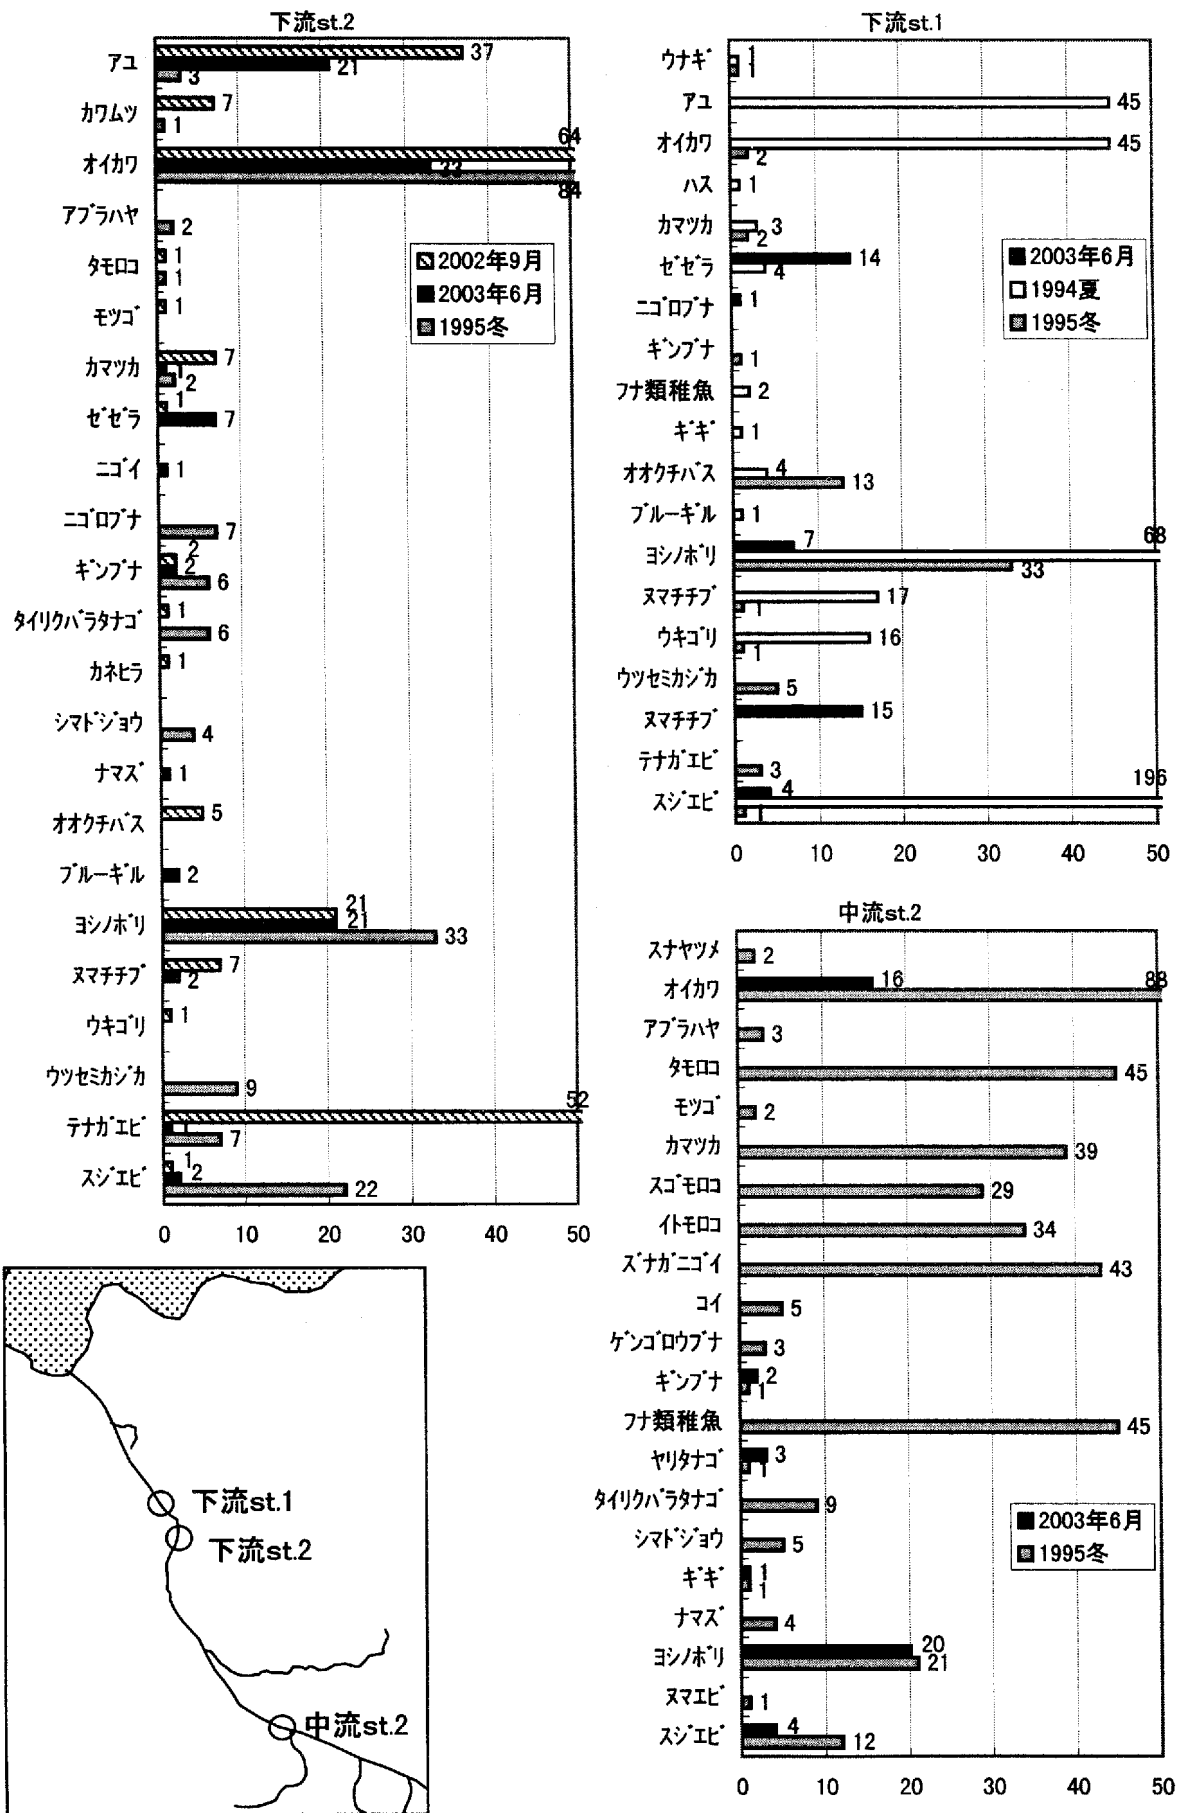 下流st.2
アユ
37
21
3
カワムツ
7
1
オイカワ
64
33
84
アブラハヤ
2
タモロコ
1
1
モツゴ
1
カマツカ
7
1
2
ゼゼラ
1
7
ニゴイ
1
ニゴロブナ
7
ギンブナ
2
2
6
タイリクバラタナゴ
1
6
カネヒラ
1
シマドジョウ
4
ナマズ
1
オオクチバス
5
ブルーギル
2
ヨシノボリ
21
21
33
ヌマチチブ
7
2
ウキゴリ
1
ウツセミカジカ
9
テナガエビ
52
1
7
スジエビ
1
2
22
0 10 20 30 40 50
2002年9月
2003年6月
1995冬
下流st.1
ウナギ
1
1
アユ
45
オイカワ
45
2
ハス
1
カマツカ
3
2
ゼゼラ
14
4
ニゴロブナ
1
ギンブナ
1
フナ類稚魚
2
ギギ
1
オオクチバス
4
13
ブルーギル
1
ヨシノボリ
7
68
33
ヌマチチブ
17
1
ウキゴリ
16
1
ウツセミカジカ
5
ヌマチチブ
15
テナガエビ
3
スジエビ
4
196
1
0 10 20 30 40 50
2003年6月
1994夏
1995冬
中流st.2
スナヤツメ
2
オイカワ
16
88
アブラハヤ
3
タモロコ
45
モツゴ
2
カマツカ
39
スゴモロコ
29
イトモロコ
34
ズナガニゴイ
43
コイ
5
ゲンゴロウブナ
3
ギンブナ
2
1
フナ類稚魚
45
ヤリタナゴ
3
1
タイリクバラタナゴ
9
シマドジョウ
5
ギギ
1
1
ナマズ
4
ヨシノボリ
20
21
ヌマエビ
1
スジエビ
4
12
0 10 20 30 40 50
2003年6月
1995冬
下流st.1
下流st.2
中流st.2